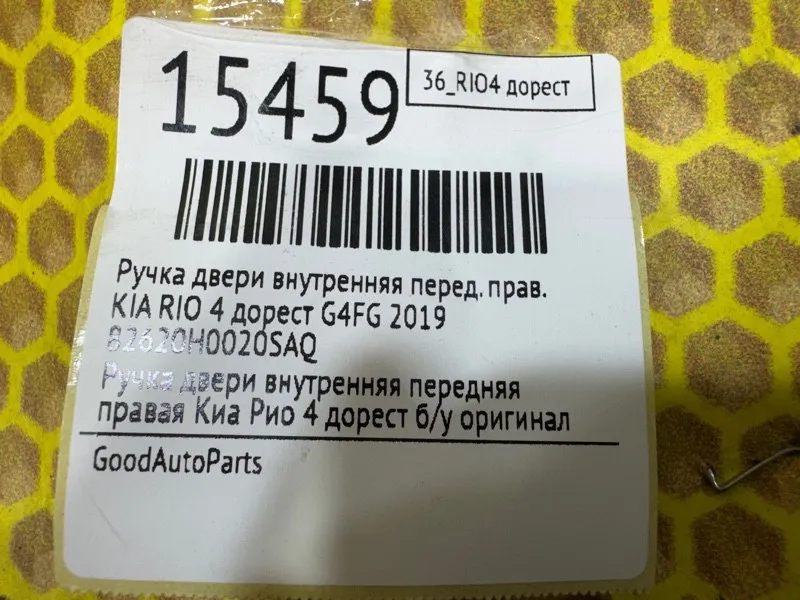 15459
36_RIO4 дорест
Ручка двери внутренняя перед. прав.
KIA RIO 4 дорест G4FG 2019
82620H0020SAQ
Ручка двери внутренняя передняя
правая Киа Рио 4 дорест б/у оригинал
GoodAutoParts